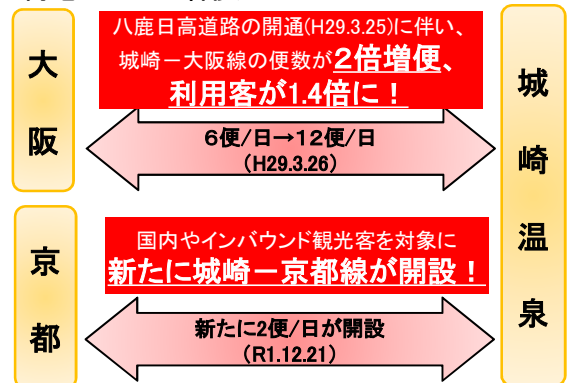 大阪
八鹿日高道路の開通(H29.3.25)に伴い、
城崎－大阪線の便数が２倍増便、
利用客が1.4倍に！
6便/日→12便/日
(H29.3.26)
城崎温泉
京都
国内やインバウンド観光客を対象に
新たに城崎－京都線が開設！
新たに2便/日が開設
(R1.12.21)